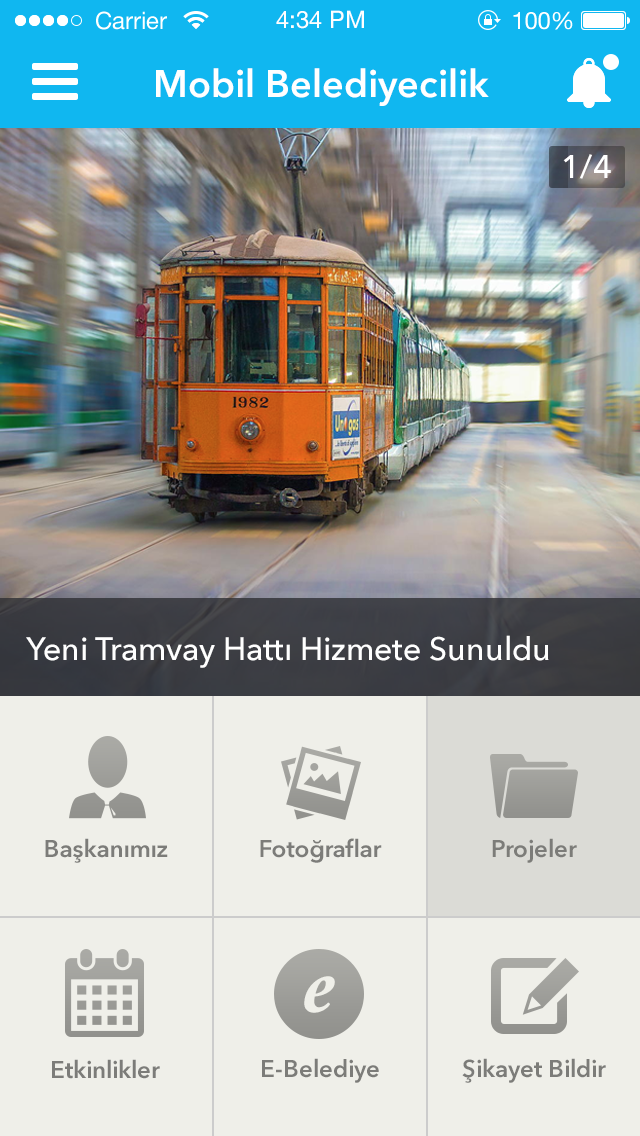 Carrier 4:34 PM 100%
Mobil Belediyecilik
1/4
1982
Yeni Tramvay Hattı Hizmete Sunuldu
Başkanımız Fotoğraflar Projeler
e
Etkinlikler E-Belediye Şikayet Bildir